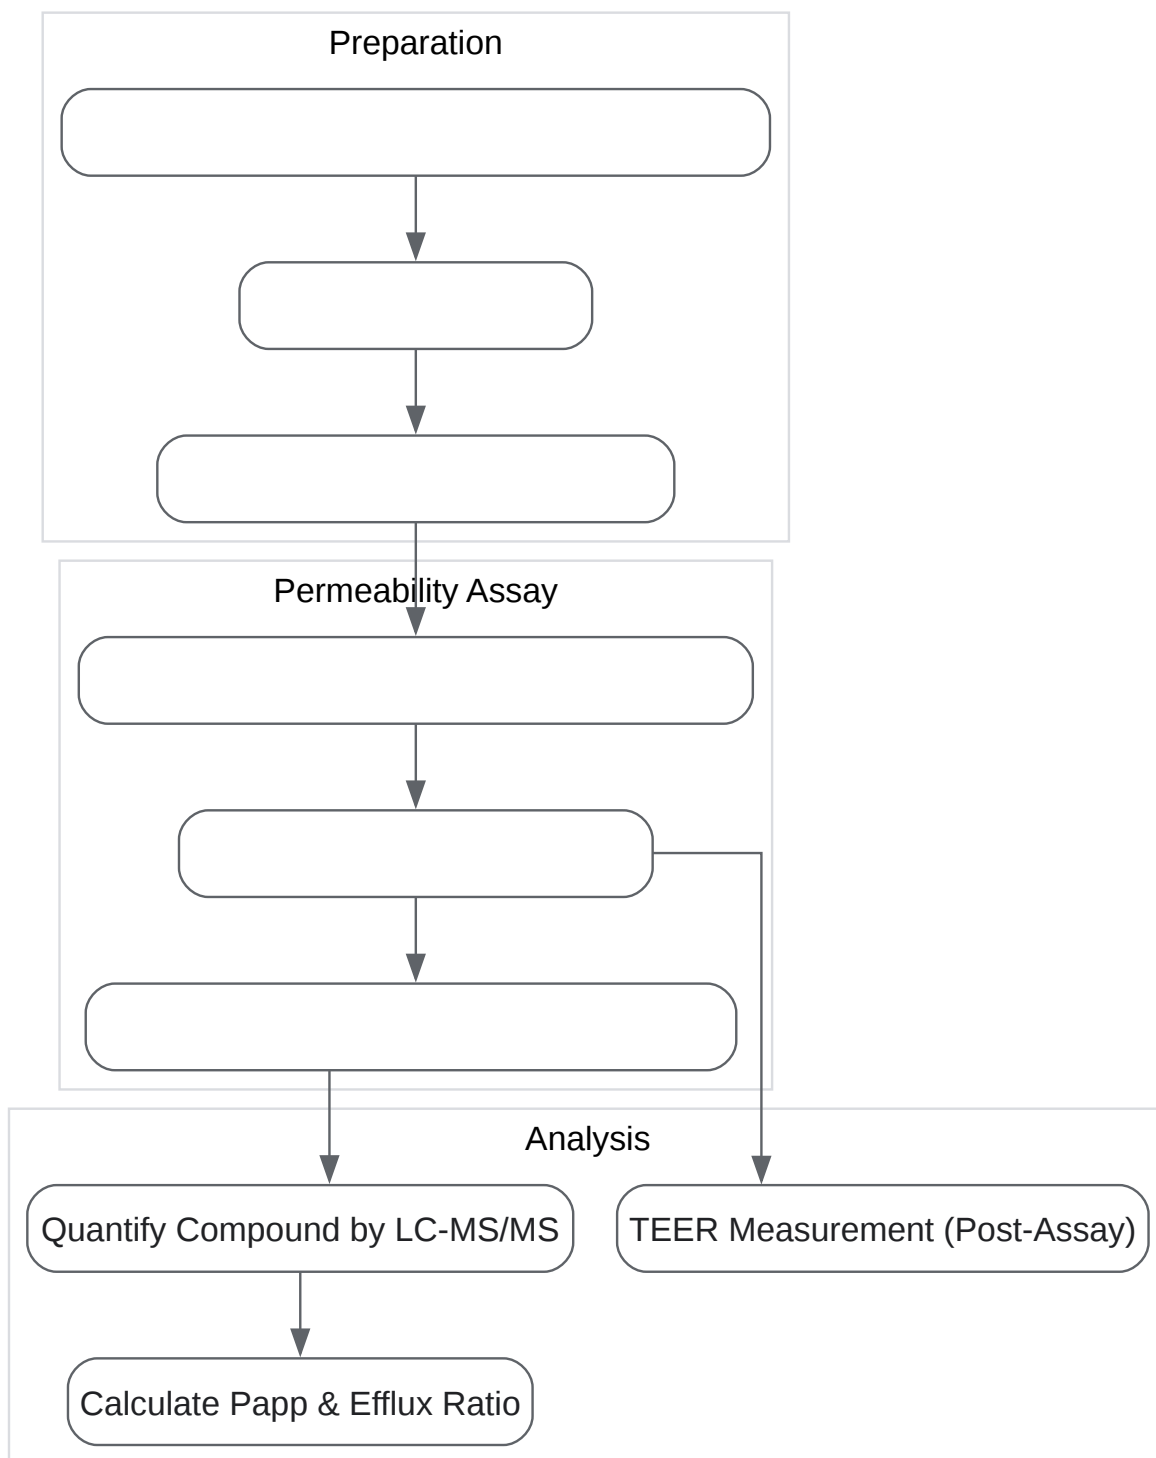 Preparation
Permeability Assay
Analysis
Quantify Compound by LC-MS/MS
TEER Measurement (Post-Assay)
Calculate Papp & Efflux Ratio